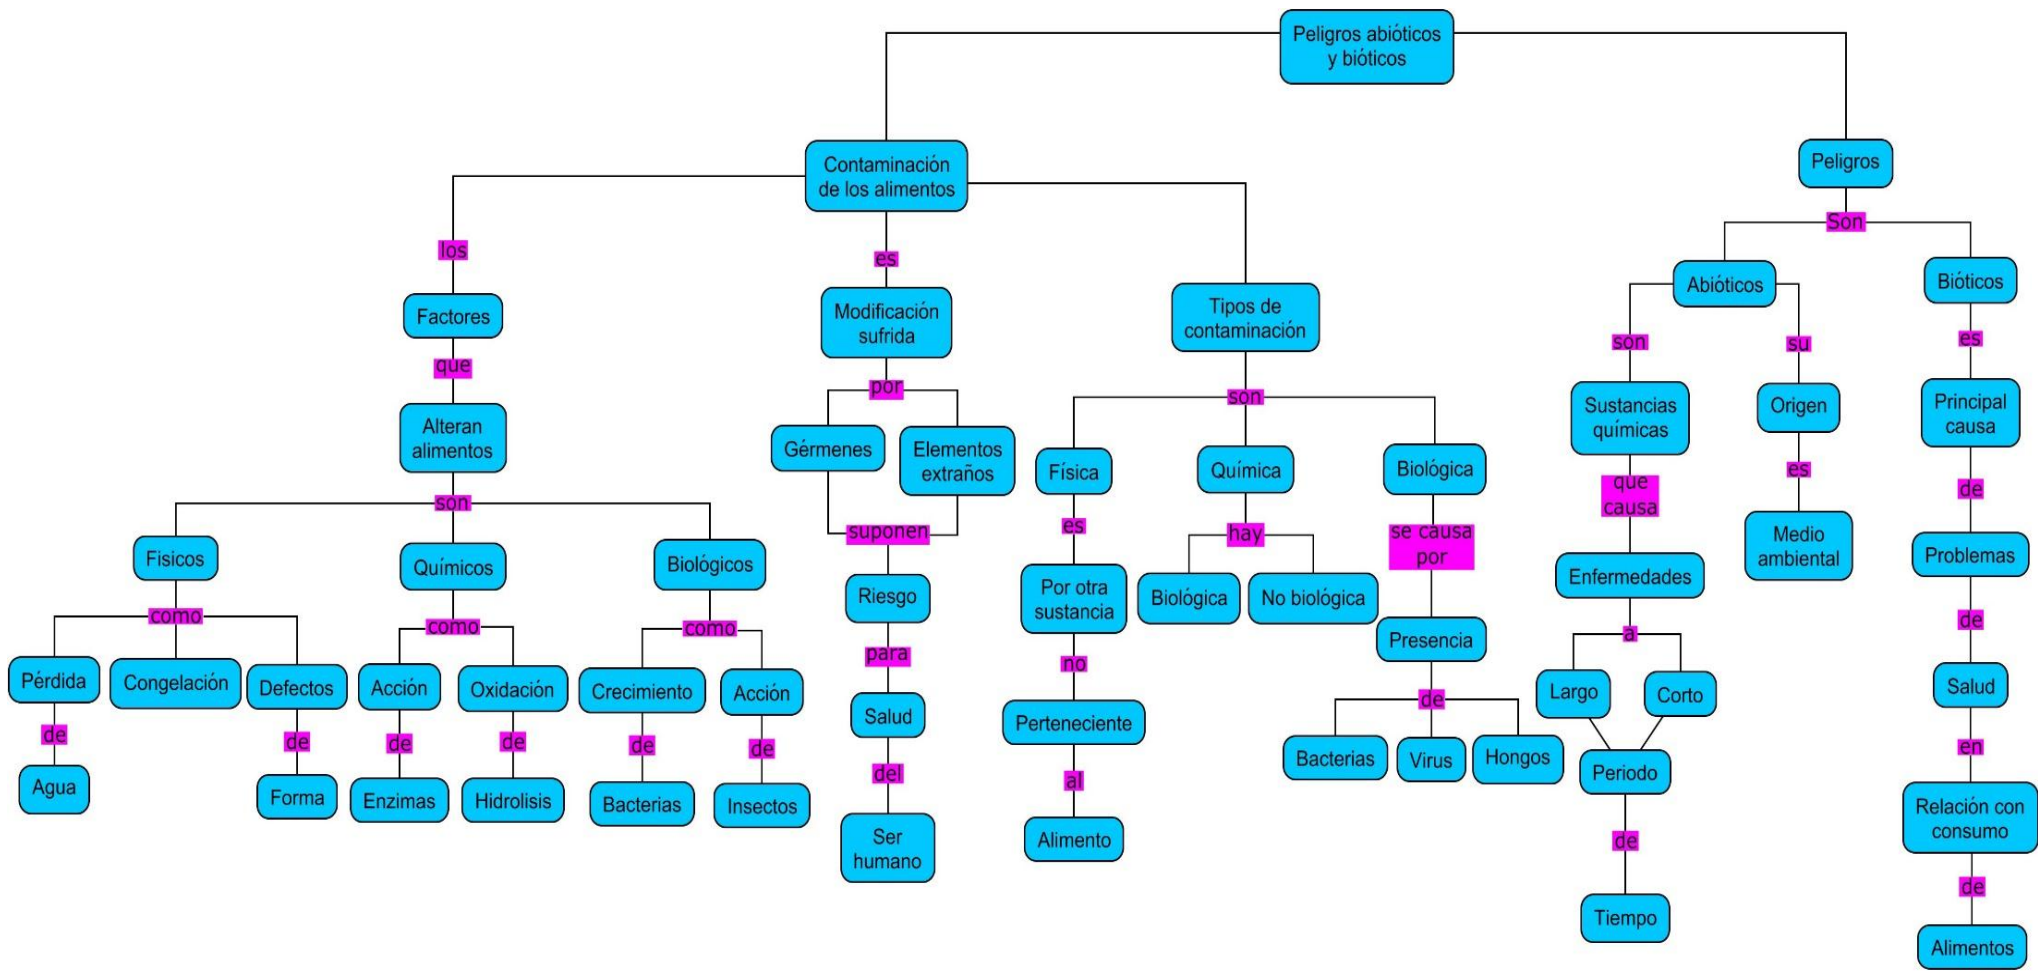 Peligros abióticos
y bióticos
Contaminación
de los alimentos
Peligros
los
es
Son
Factores
Modificación
sufrida
Tipos de
contaminación
Abióticos
Bióticos
que
por
son
son
su
es
Alteran
alimentos
Gérmenes
Elementos
extraños
Física
Química
Biológica
Sustancias
químicas
Origen
Principal
causa
son
suponen
es
hay
se causa
por
que
causa
es
de
Fisicos
Químicos
Biológicos
Riesgo
Por otra
sustancia
Biológica
No biológica
Presencia
Enfermedades
Medio
ambiental
Problemas
como
como
como
para
no
de
a
de
Pérdida
Congelación
Defectos
Acción
Oxidación
Crecimiento
Acción
Salud
Perteneciente
Bacterias
Virus
Hongos
Largo
Corto
Salud
de
de
de
de
de
de
del
al
Periodo
en
Agua
Forma
Enzimas
Hidrolisis
Bacterias
Insectos
Ser
humano
Alimento
de
Relación con
consumo
Tiempo
de
Alimentos